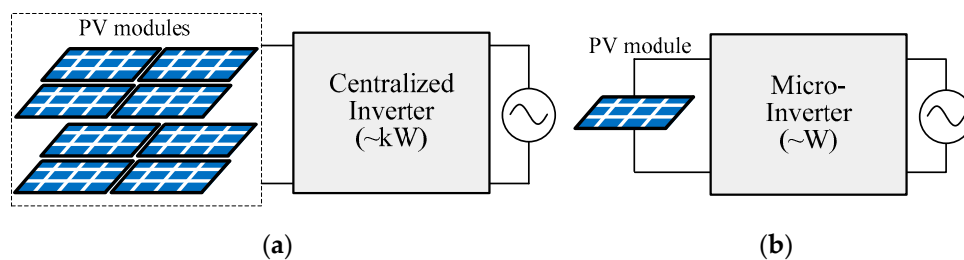 PV modules
Centralized
Inverter
(~kW)
(a)
PV module
Micro-
Inverter
(~W)
(b)